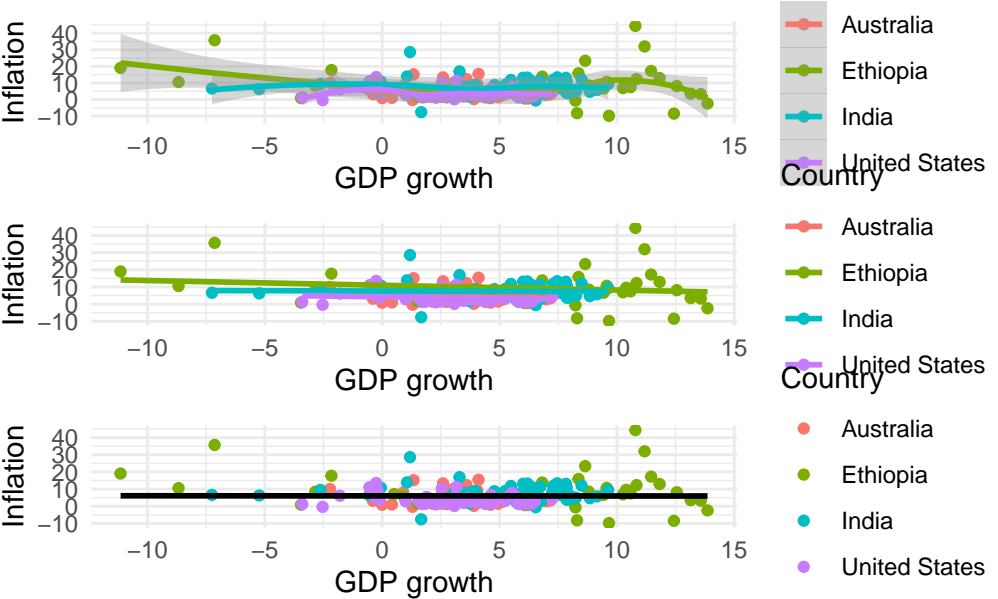 Inflation
40
30
20
10
0
−10
−10 −5 0 5 10 15
GDP growth
Australia
Ethiopia
India
United States
Country
Inflation
40
30
20
10
0
−10
−10 −5 0 5 10 15
GDP growth
Australia
Ethiopia
India
United States
Country
Inflation
40
30
20
10
0
−10
−10 −5 0 5 10 15
GDP growth
Australia
Ethiopia
India
United States